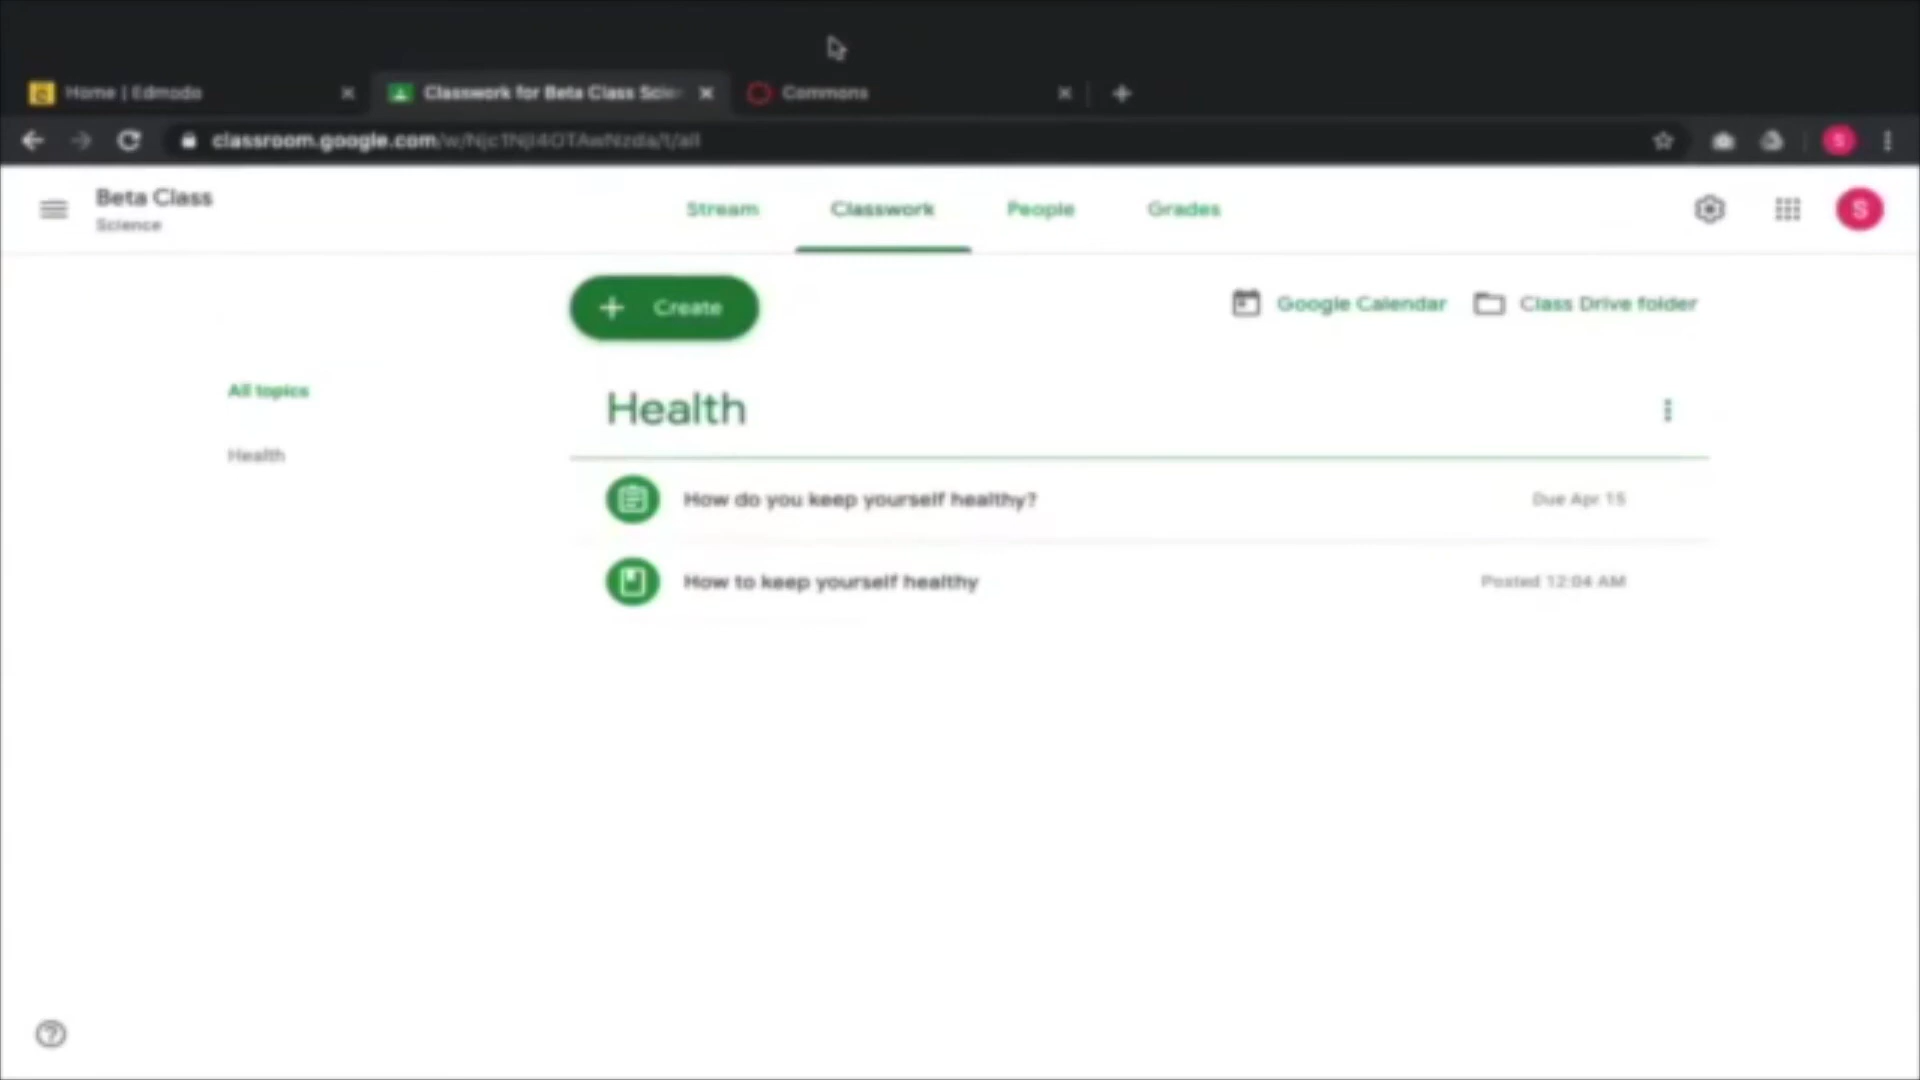 Home | Edmodo
Classwork for Beta Class Scie
Commons
classroom.google.com
Beta Class
Science
Stream
Classwork
People
Grades
S
S
Create
Google Calendar
Class Drive folder
All topics
Health
Health
How do you keep yourself healthy?
Due Apr 15
How to keep yourself healthy
Posted 12:04 AM